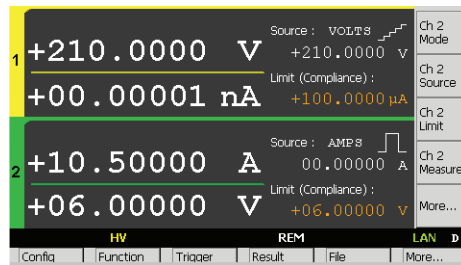 1
+210.0000 V
Source : VOLTS
+210.0000 V
+00.00001 nA
Limit (Compliance) :
+100.0000 µA
2
+10.50000 A
Source : AMPS
00.00000 A
+06.00000 V
Limit (Compliance) :
+06.00000 V
Ch 2
Mode
Ch 2
Source
Ch 2
Limit
Ch 2
Measure
More...
HV REM LAN D
Config Function Trigger Result File More...